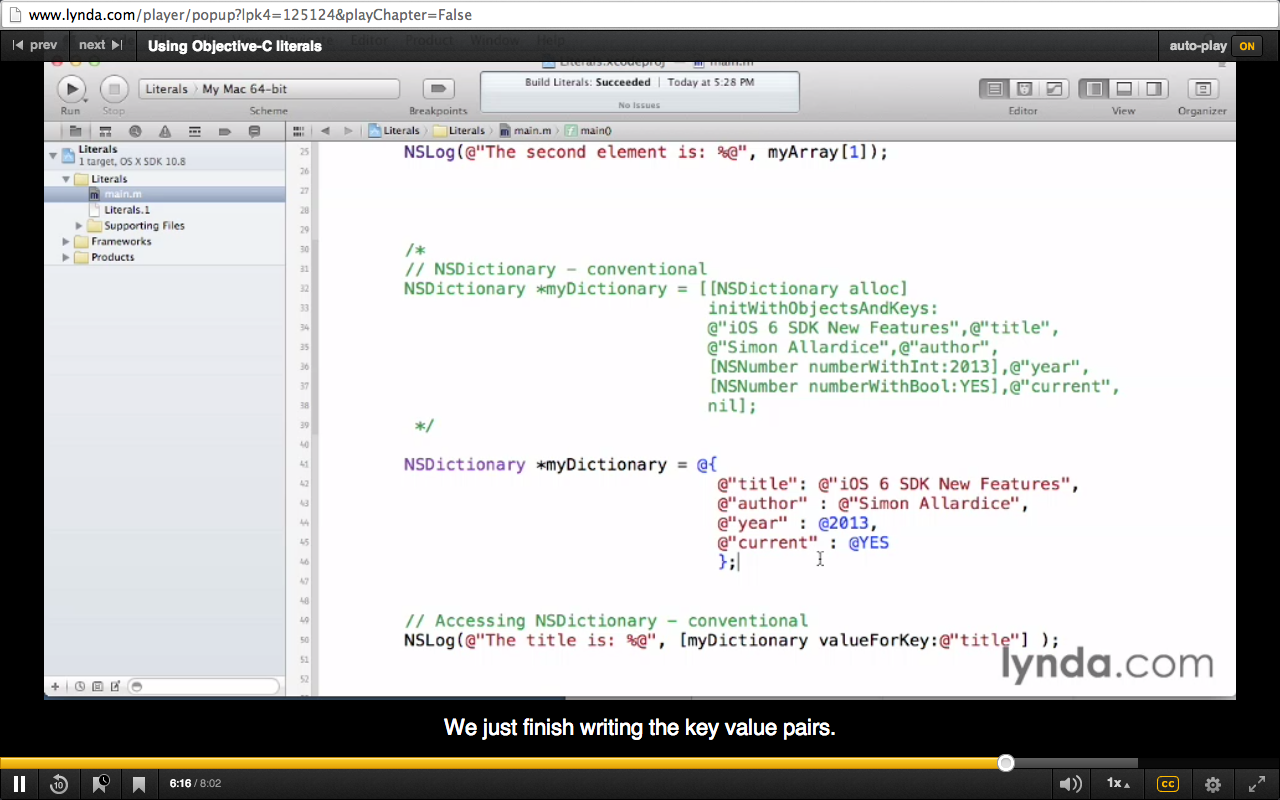 www.lynda.com/player/popup?lpk4=125124&playChapter=False
prev next Using Objective-C literals auto-play ON
Literals.xcodeproj main.m
Literals › My Mac 64-bit
Build Literals: Succeeded | Today at 5:28 PM
No Issues
Run Stop Scheme Breakpoints Editor View Organizer
Literals › Literals › main.m › main()
Literals
1 target, OS X SDK 10.8
Literals
main.m
Literals.1
Supporting Files
Frameworks
Products
25 NSLog(@"The second element is: %@", myArray[1]);
26
27
28
29
30 /*
31 // NSDictionary – conventional
32 NSDictionary *myDictionary = [[NSDictionary alloc]
33 initWithObjectsAndKeys:
34 @"iOS 6 SDK New Features",@"title",
35 @"Simon Allardice",@"author",
36 [NSNumber numberWithInt:2013],@"year",
37 [NSNumber numberWithBool:YES],@"current",
38 nil];
39 */
40
41 NSDictionary *myDictionary = @{
42 @"title": @"iOS 6 SDK New Features",
43 @"author" : @"Simon Allardice",
44 @"year" : @2013,
45 @"current" : @YES
46 };
47
48
49 // Accessing NSDictionary – conventional
50 NSLog(@"The title is: %@", [myDictionary valueForKey:@"title"] );
51
52
lynda.com
We just finish writing the key value pairs.
10 6:16 / 8:02 1x CC